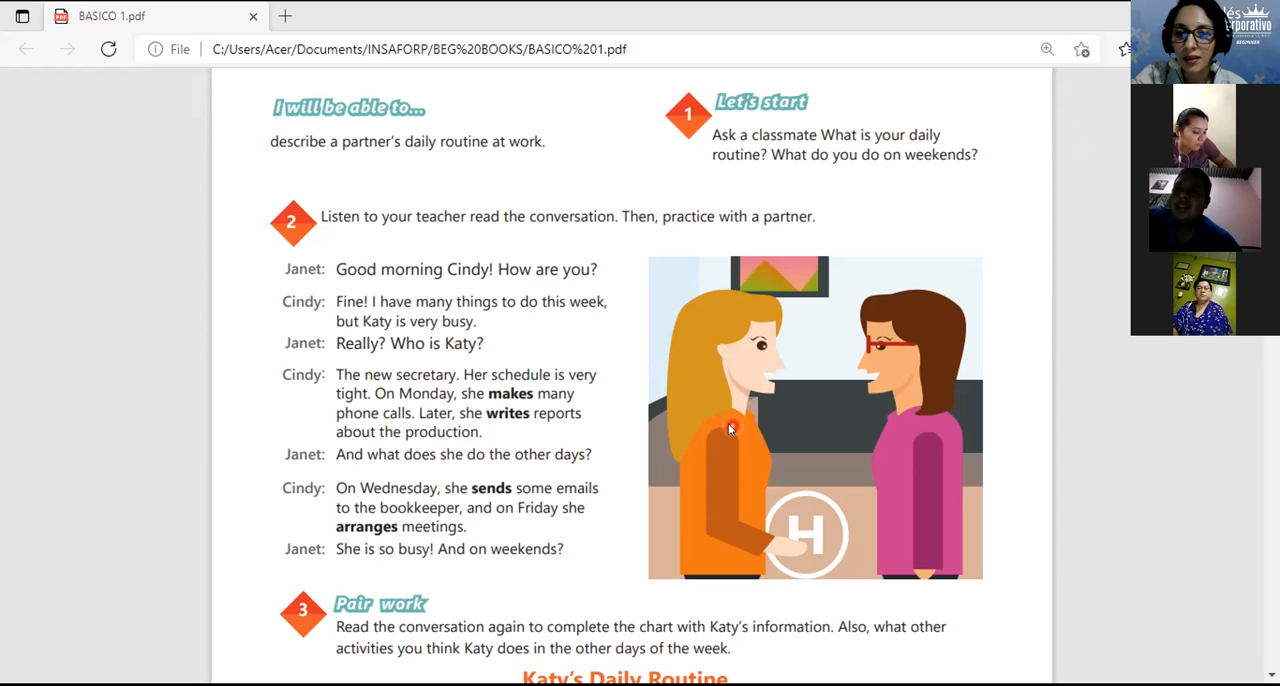 BASICO 1.pdf
File
C:/Users/Acer/Documents/INSAFORP/BEG%20BOOKS/BASICO%201.pdf
és
rporativo
BEGINNER
I will be able to...
describe a partner's daily routine at work.
1
Let's start
Ask a classmate What is your daily
routine? What do you do on weekends?
2
Listen to your teacher read the conversation. Then, practice with a partner.
Janet: Good morning Cindy! How are you?
Cindy: Fine! I have many things to do this week,
but Katy is very busy.
Janet: Really? Who is Katy?
Cindy: The new secretary. Her schedule is very
tight. On Monday, she makes many
phone calls. Later, she writes reports
about the production.
Janet: And what does she do the other days?
Cindy: On Wednesday, she sends some emails
to the bookkeeper, and on Friday she
arranges meetings.
Janet: She is so busy! And on weekends?
H
3
Pair work
Read the conversation again to complete the chart with Katy's information. Also, what other
activities you think Katy does in the other days of the week.
Katy's Daily Routine